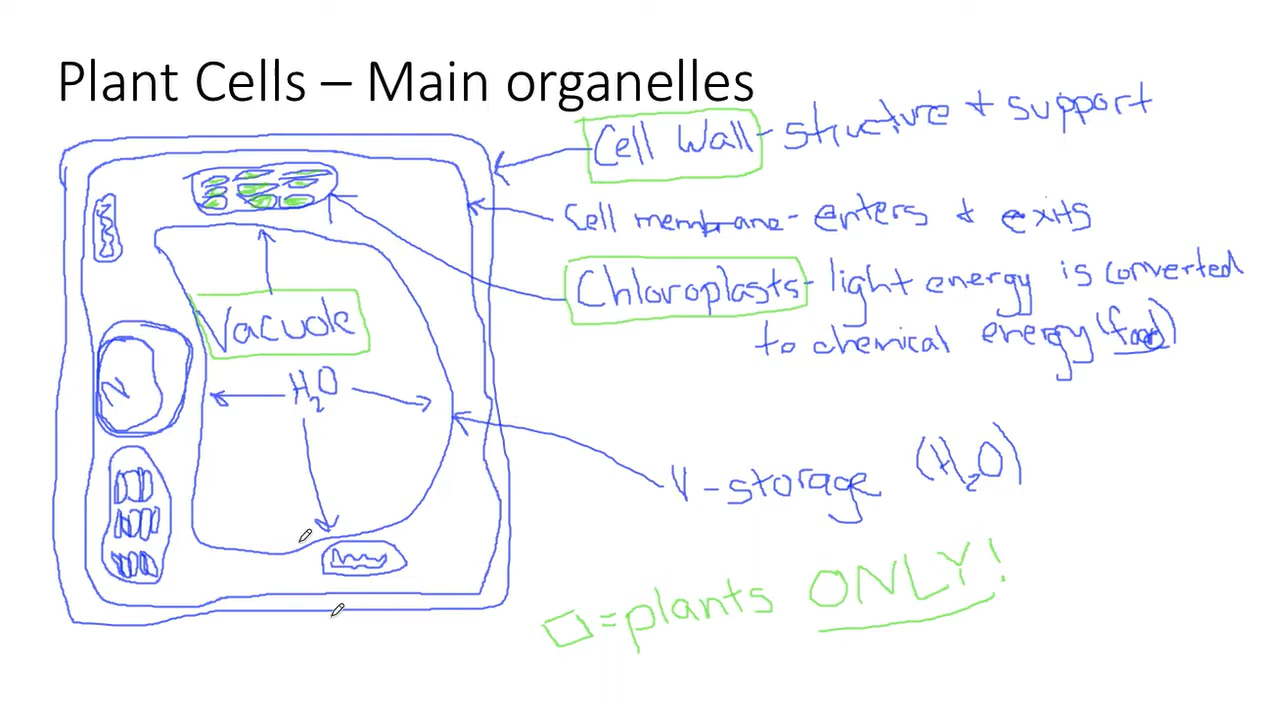 Plant Cells – Main organelles
Cell Wall - structure + support
Cell membrane - enters + exits
Chloroplasts - light energy is converted
to chemical energy (food)
Vacuole
H2O
N
V - storage (H2O)
□ = plants ONLY!